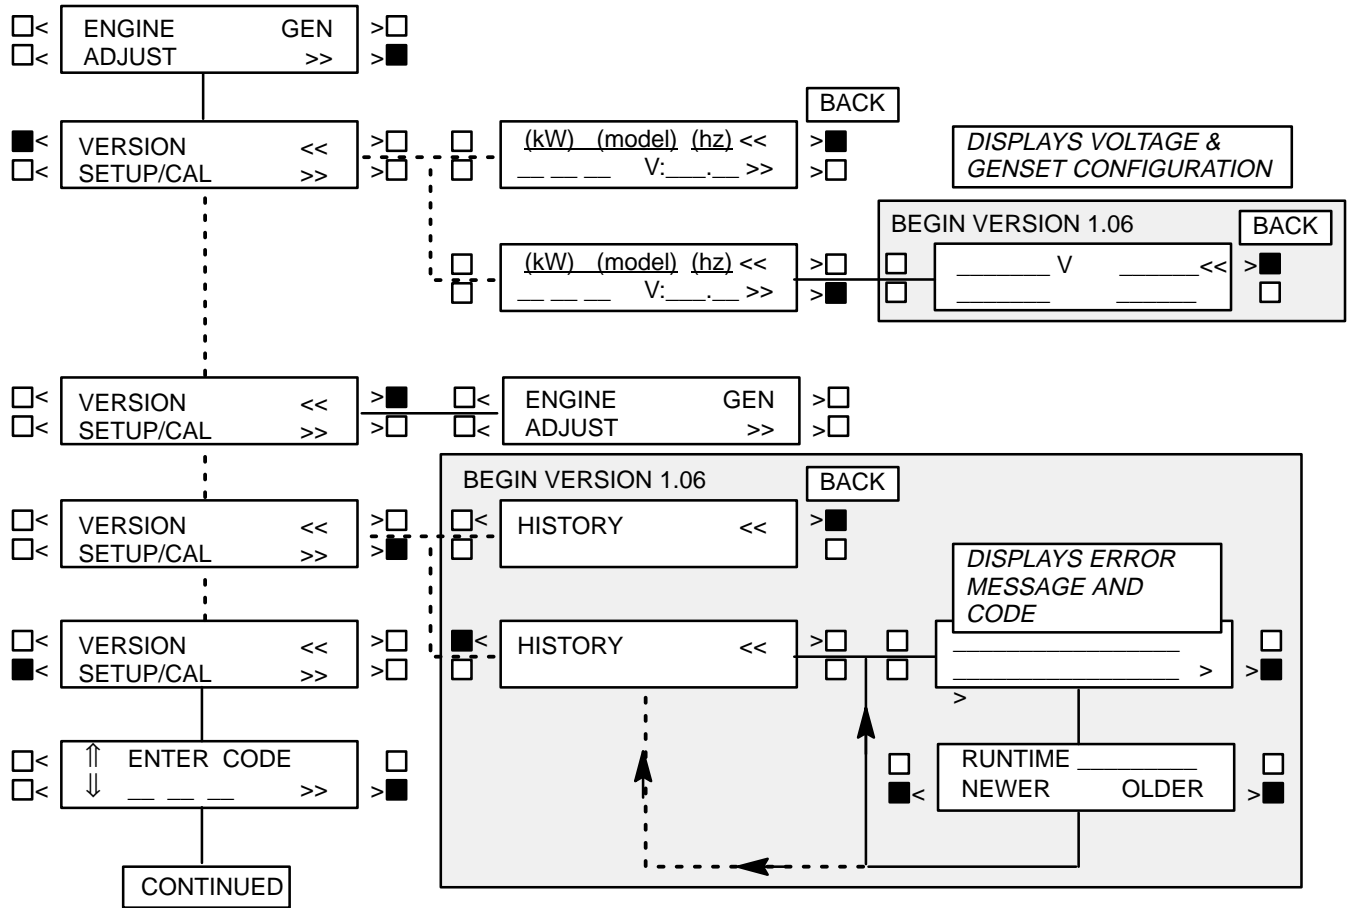 < ENGINE GEN >
< ADJUST >> >
BACK
< VERSION << >
< SETUP/CAL >> >
(kW) (model) (hz) << >
__ __ __ V:___.__ >> >
DISPLAYS VOLTAGE &
GENSET CONFIGURATION
BEGIN VERSION 1.06
BACK
(kW) (model) (hz) << >
__ __ __ V:___.__ >> >
_______ V ______<< >
_______ ______
< VERSION << >
< SETUP/CAL >> >
< ENGINE GEN >
< ADJUST >> >
BEGIN VERSION 1.06
BACK
< VERSION << >
< SETUP/CAL >> >
< HISTORY << >
DISPLAYS ERROR
MESSAGE AND
CODE
< VERSION << >
< SETUP/CAL >> >
< HISTORY << >
_________________
_________________ > >
>
< ⇑ ENTER CODE
< ⇓ __ __ __ >> >
RUNTIME _________
< NEWER OLDER >
CONTINUED